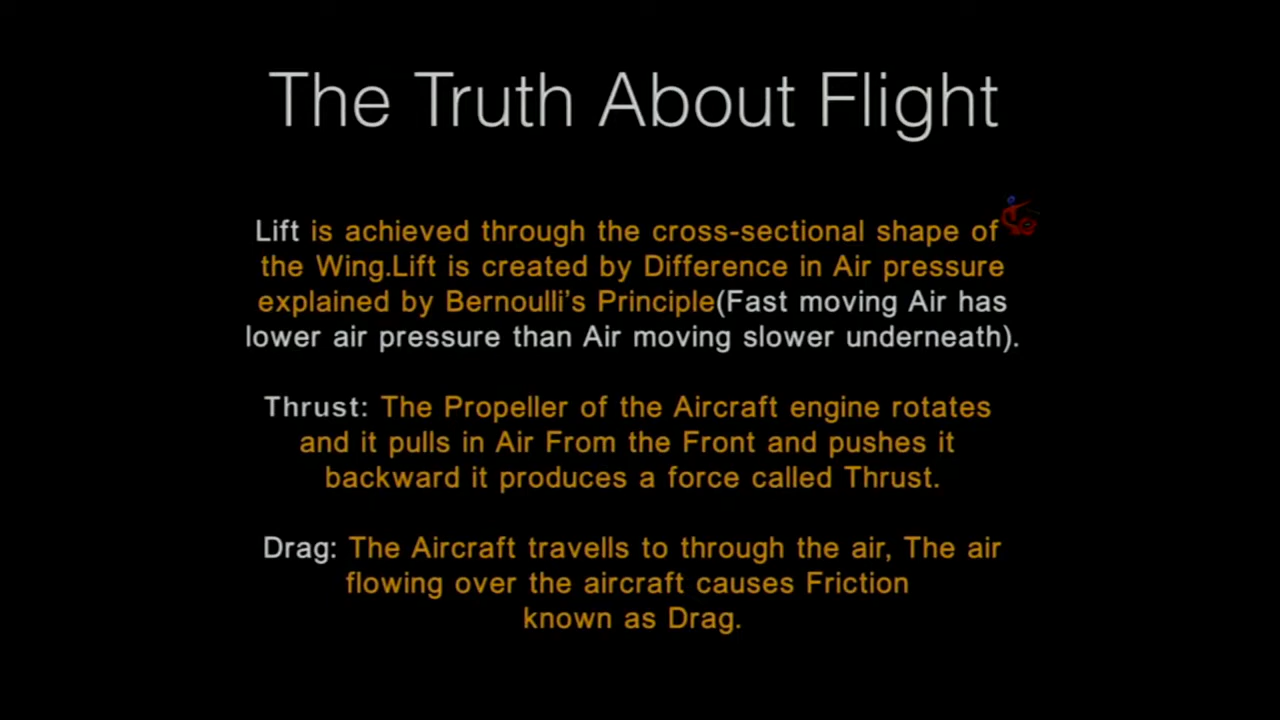 The Truth About Flight
Lift is achieved through the cross-sectional shape of
the Wing.Lift is created by Difference in Air pressure
explained by Bernoulli's Principle(Fast moving Air has
lower air pressure than Air moving slower underneath).
Thrust: The Propeller of the Aircraft engine rotates
and it pulls in Air From the Front and pushes it
backward it produces a force called Thrust.
Drag: The Aircraft travells to through the air, The air
flowing over the aircraft causes Friction
known as Drag.